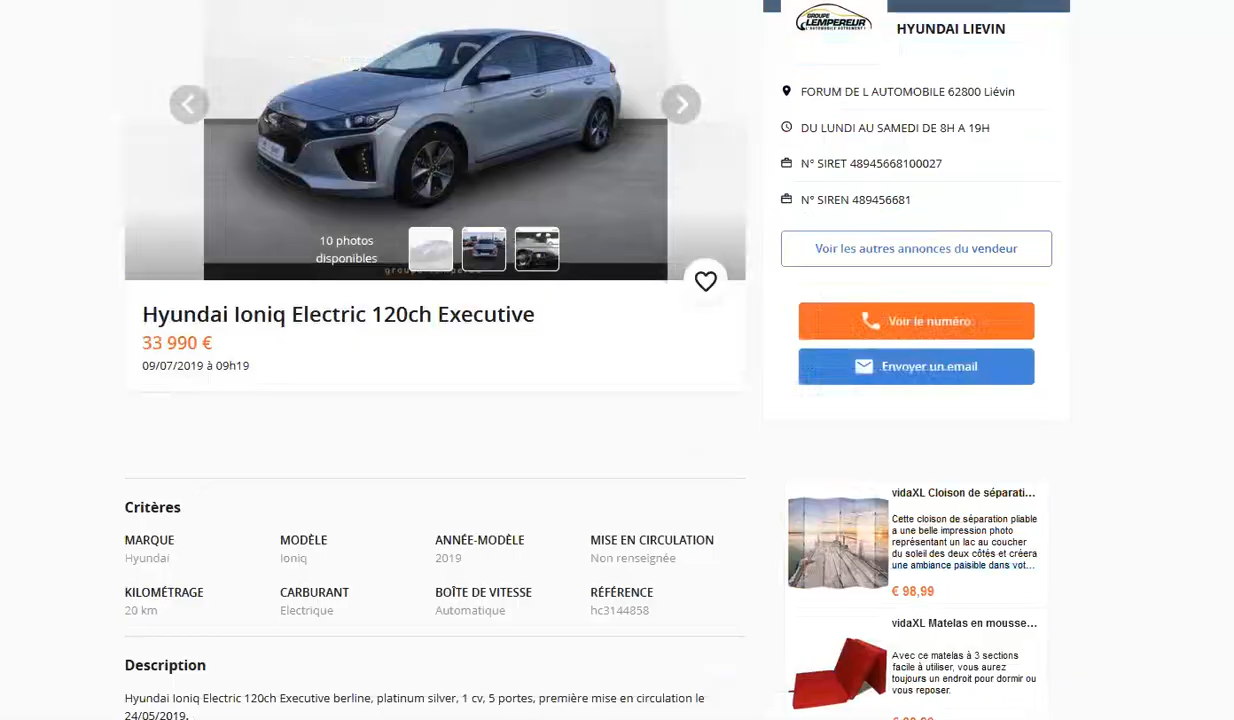 GROUPE
LEMPEREUR
L'AUTOMOBILE AUTREMENT !
HYUNDAI LIEVIN
FORUM DE L AUTOMOBILE 62800 Liévin
DU LUNDI AU SAMEDI DE 8H A 19H
N° SIRET 48945668100027
N° SIREN 489456681
Voir les autres annonces du vendeur
Voir le numéro
Envoyer un email
10 photos
disponibles
Hyundai Ioniq Electric 120ch Executive
33 990 €
09/07/2019 à 09h19
Critères
MARQUE
Hyundai
MODÈLE
Ioniq
ANNÉE-MODÈLE
2019
MISE EN CIRCULATION
Non renseignée
KILOMÉTRAGE
20 km
CARBURANT
Electrique
BOÎTE DE VITESSE
Automatique
RÉFÉRENCE
hc3144858
Description
Hyundai Ioniq Electric 120ch Executive berline, platinum silver, 1 cv, 5 portes, première mise en circulation le
24/05/2019.
vidaXL Cloison de séparati...
Cette cloison de séparation pliable
a une belle impression photo
représentant un lac au coucher
du soleil des deux côtés et créera
une ambiance paisible dans vot...
€ 98,99
vidaXL Matelas en mousse...
Avec ce matelas à 3 sections
facile à utiliser, vous aurez
toujours un endroit pour dormir ou
vous reposer.